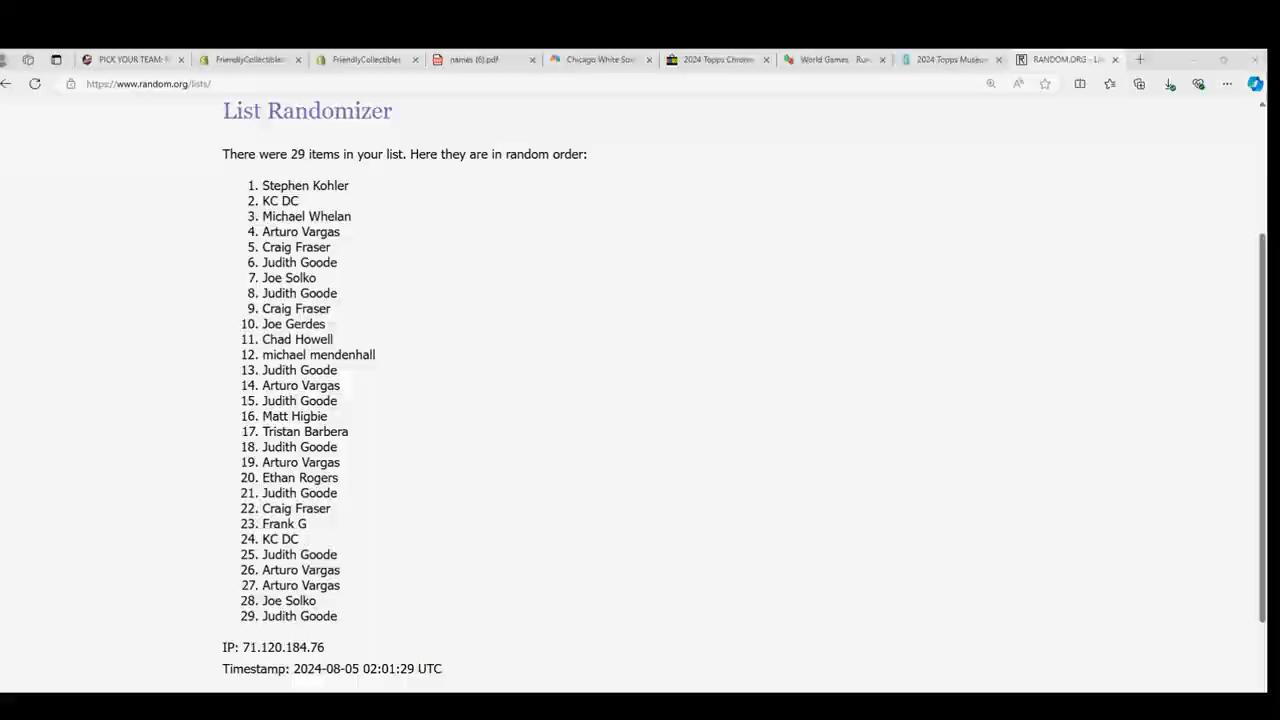 PICK YOUR TEAM:
FriendlyCollectibles
FriendlyCollectibles
names (6).pdf
Chicago White Sox
2024 Topps Chrome
World Games
2024 Topps Museum
RANDOM.ORG - Li
https://www.random.org/lists/
List Randomizer
There were 29 items in your list. Here they are in random order:
1. Stephen Kohler
2. KC DC
3. Michael Whelan
4. Arturo Vargas
5. Craig Fraser
6. Judith Goode
7. Joe Solko
8. Judith Goode
9. Craig Fraser
10. Joe Gerdes
11. Chad Howell
12. michael mendenhall
13. Judith Goode
14. Arturo Vargas
15. Judith Goode
16. Matt Higbie
17. Tristan Barbera
18. Judith Goode
19. Arturo Vargas
20. Ethan Rogers
21. Judith Goode
22. Craig Fraser
23. Frank G
24. KC DC
25. Judith Goode
26. Arturo Vargas
27. Arturo Vargas
28. Joe Solko
29. Judith Goode
IP: 71.120.184.76
Timestamp: 2024-08-05 02:01:29 UTC